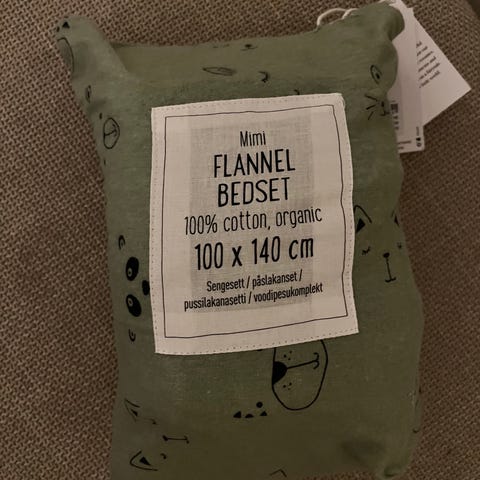 Mimi
FLANNEL
BEDSET
100% cotton, organic
100 x 140 cm
Sengesett / påslakanset /
pussilakanasetti / voodipesukomplekt